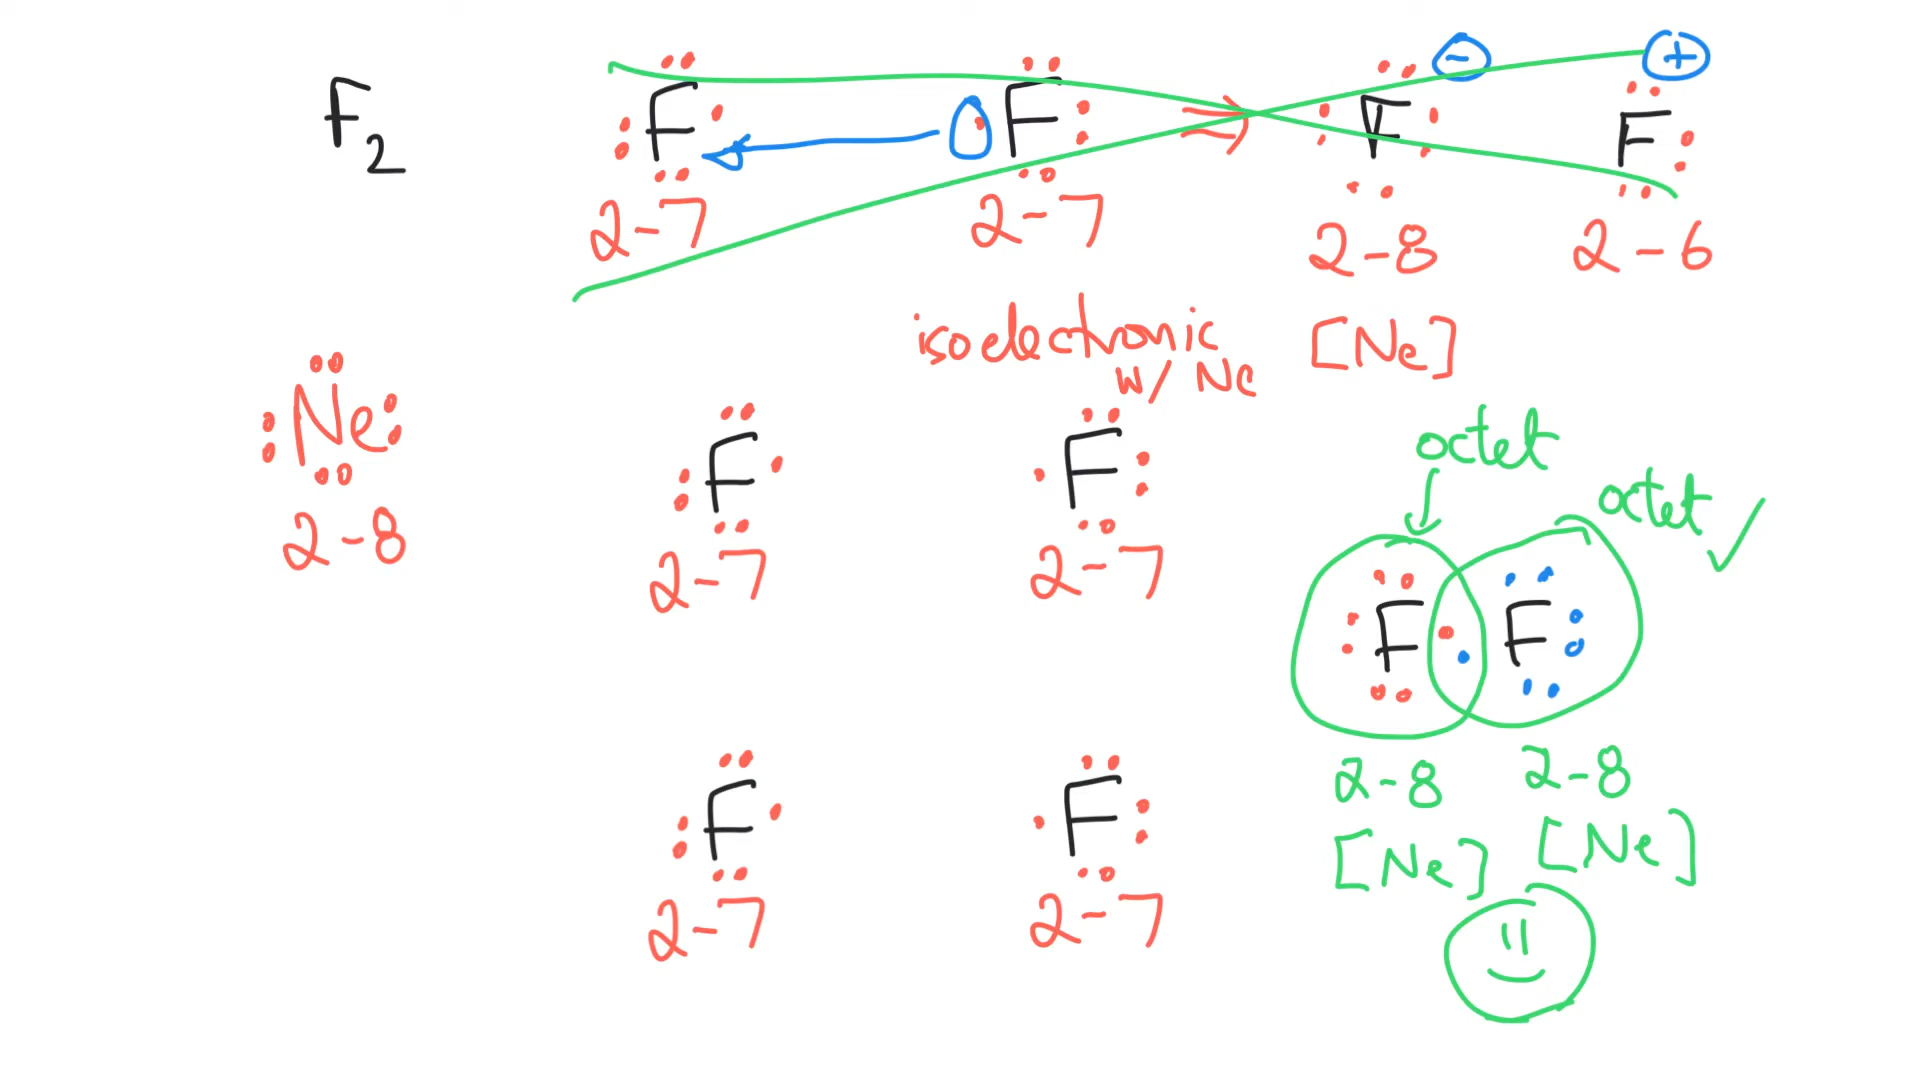 F₂ F F ⇒ F − F +
2-7 2-7 2-8 2-6
isoelectronic [Ne]
w/ Ne
Ne F F octet
2-8 2-7 2-7 octet ✓
F F
2-8 2-8
[Ne] [Ne]
F F
2-7 2-7